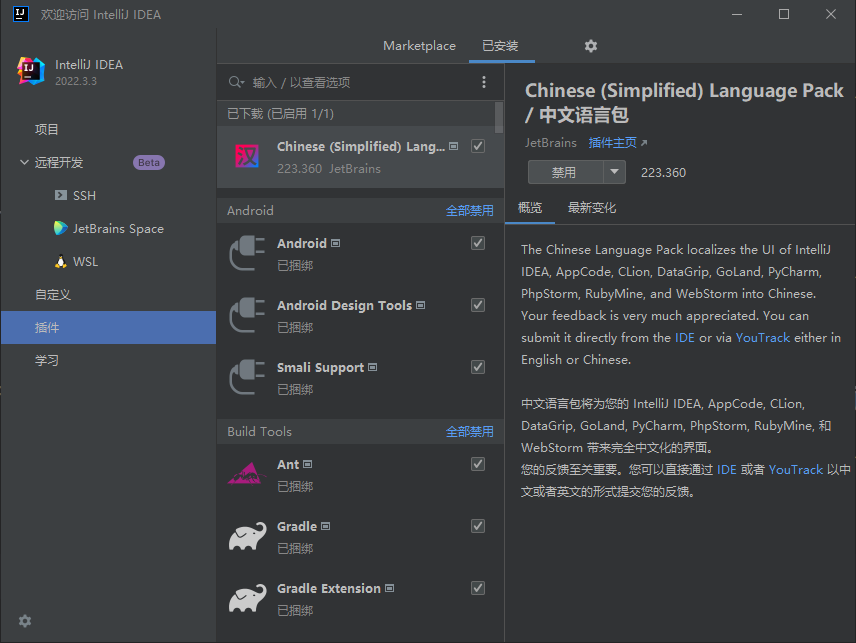 欢迎访问 IntelliJ IDEA
IntelliJ IDEA
2022.3.3
项目
远程开发 Beta
SSH
JetBrains Space
WSL
自定义
插件
学习
Marketplace 已安装
输入 / 以查看选项
已下载 (已启用 1/1)
Chinese (Simplified) Lang...
223.360 JetBrains
Android 全部禁用
Android
已捆绑
Android Design Tools
已捆绑
Smali Support
已捆绑
Build Tools 全部禁用
Ant
已捆绑
Gradle
已捆绑
Gradle Extension
已捆绑
Chinese (Simplified) Language Pack
/ 中文语言包
JetBrains 插件主页
禁用 223.360
概览 最新变化
The Chinese Language Pack localizes the UI of IntelliJ
IDEA, AppCode, CLion, DataGrip, GoLand, PyCharm,
PhpStorm, RubyMine, and WebStorm into Chinese.
Your feedback is very much appreciated. You can
submit it directly from the IDE or via YouTrack either in
English or Chinese.
中文语言包将为您的 IntelliJ IDEA, AppCode, CLion,
DataGrip, GoLand, PyCharm, PhpStorm, RubyMine, 和
WebStorm 带来完全中文化的界面。
您的反馈至关重要。您可以直接通过 IDE 或者 YouTrack 以中
文或者英文的形式提交您的反馈。